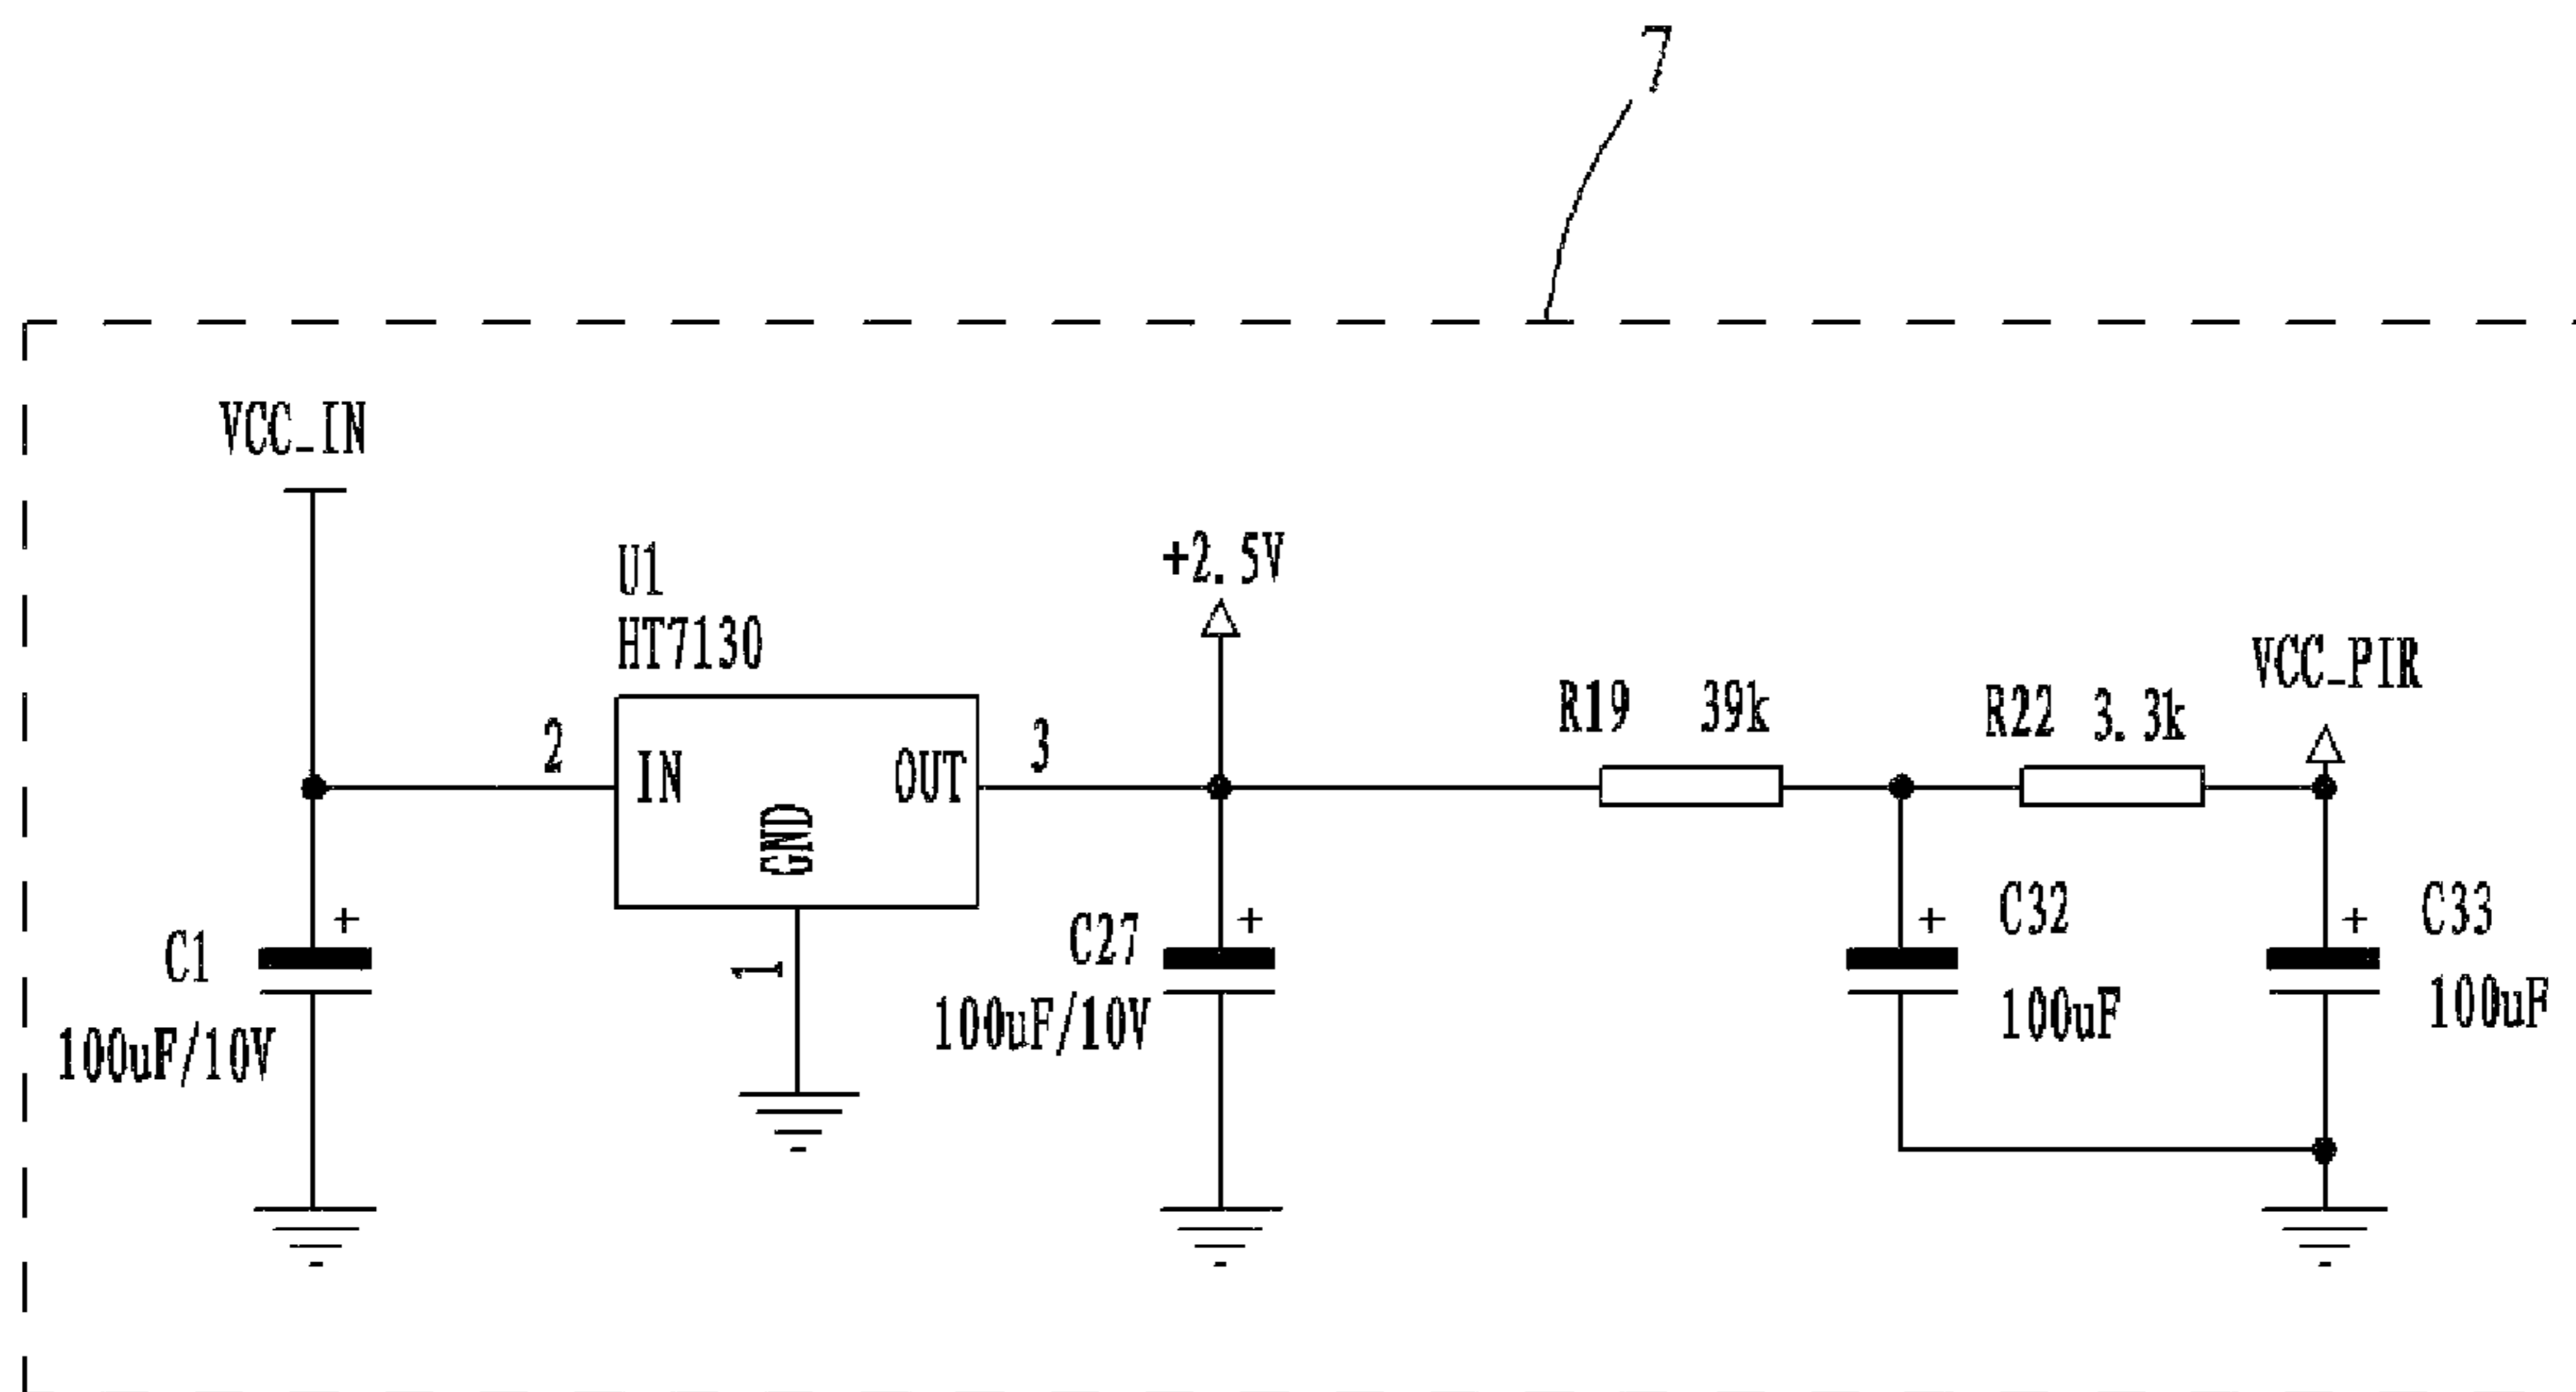 7
VCC_IN
U1
HT7130
2
IN
GND
OUT
3
1
+2.5V
R19 39k
R22 3.3k
VCC_PIR
C1
100uF/10V
C27
100uF/10V
C32
100uF
C33
100uF